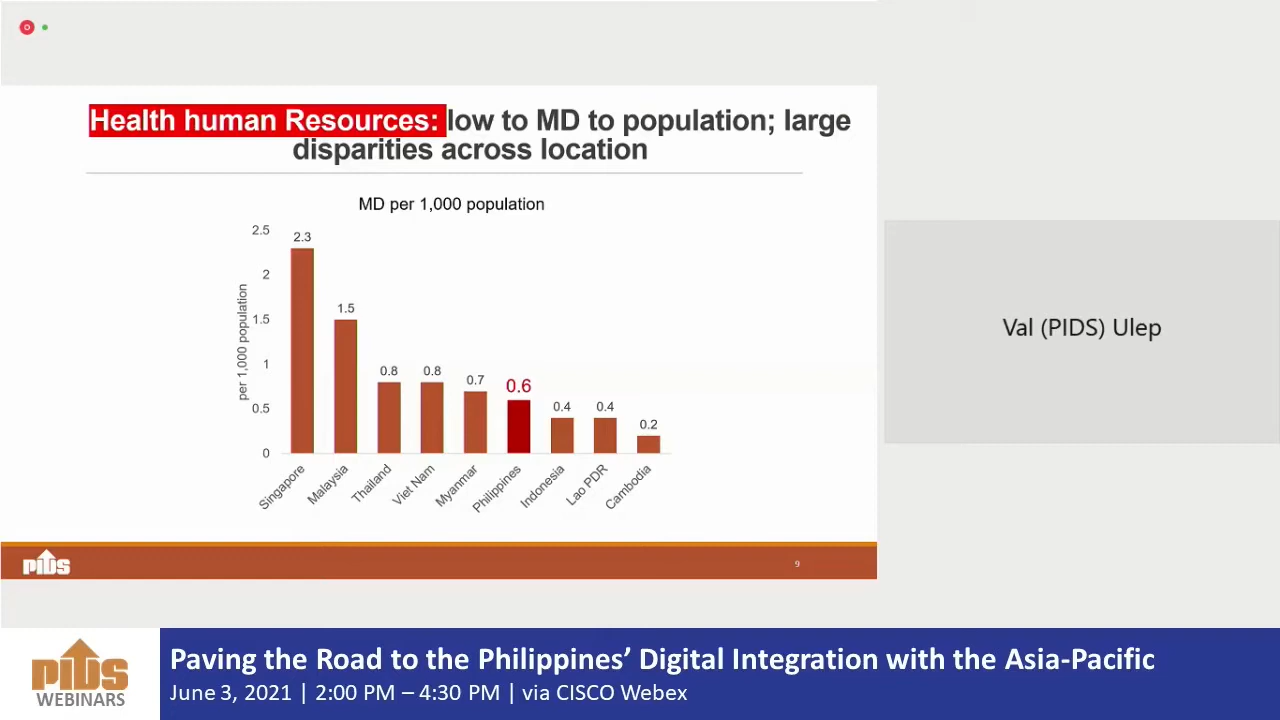 Health human Resources: low to MD to population; large
disparities across location
MD per 1,000 population
per 1,000 population
2.5
2
1.5
1
0.5
0
2.3
1.5
0.8
0.8
0.7
0.6
0.4
0.4
0.2
Singapore
Malaysia
Thailand
Viet Nam
Myanmar
Philippines
Indonesia
Lao PDR
Cambodia
PIDS
9
Val (PIDS) Ulep
PIDS
WEBINARS
Paving the Road to the Philippines’ Digital Integration with the Asia-Pacific
June 3, 2021 | 2:00 PM – 4:30 PM | via CISCO Webex